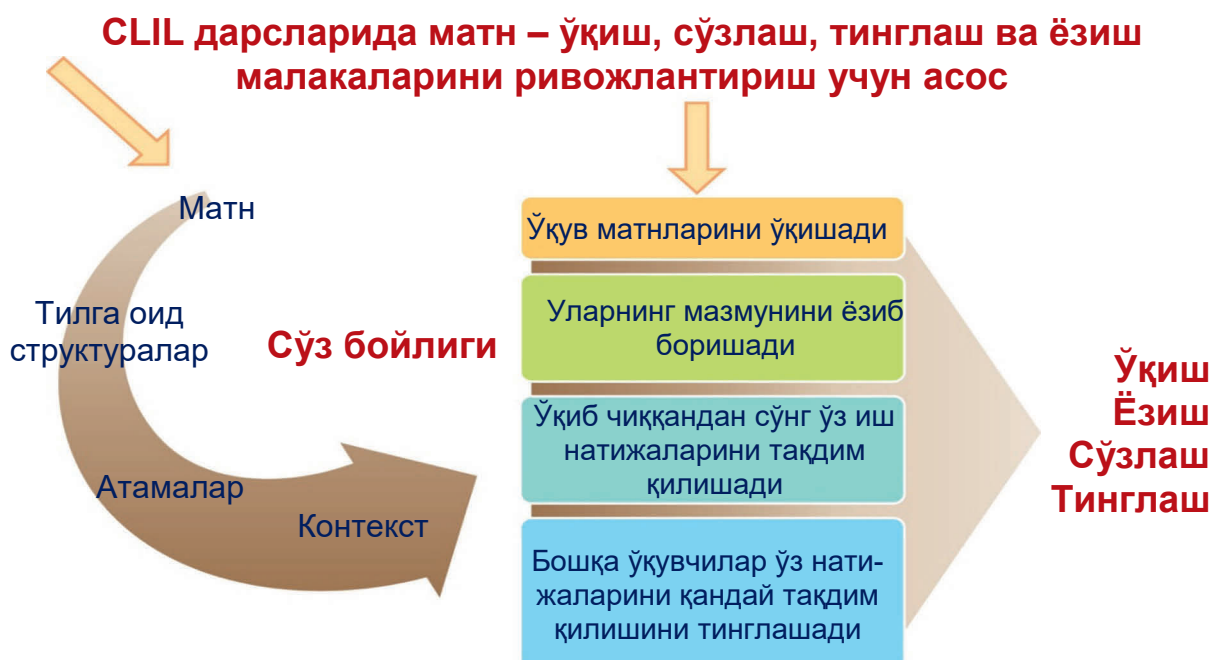 CLIL дарсларида матн – ўқиш, сўзлаш, тинглаш ва ёзиш
малакаларини ривожлантириш учун асос
Матн
Тилга оид
структуралар
Атамалар
Контекст
Сўз бойлиги
Ўқув матнларини ўқишади
Уларнинг мазмунини ёзиб
боришади
Ўқиб чиққандан сўнг ўз иш
натижаларини тақдим
қилишади
Бошқа ўқувчилар ўз нати-
жаларини қандай тақдим
қилишини тинглашади
Ўқиш
Ёзиш
Сўзлаш
Тинглаш